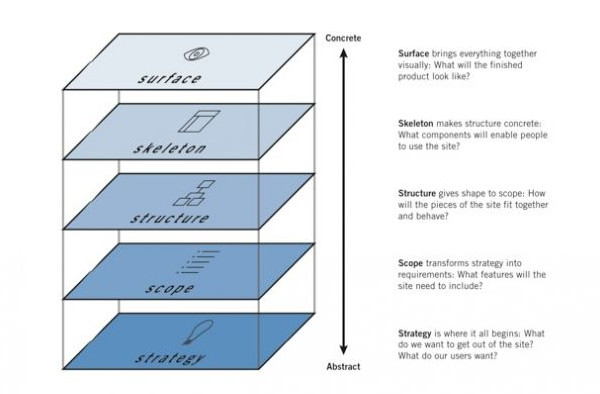 Concrete
surface
Surface brings everything together
visually: What will the finished
product look like?
skeleton
Skeleton makes structure concrete:
What components will enable people
to use the site?
structure
Structure gives shape to scope: How
will the pieces of the site fit together
and behave?
scope
Scope transforms strategy into
requirements: What features will the
site need to include?
strategy
Strategy is where it all begins: What
do we want to get out of the site?
What do our users want?
Abstract